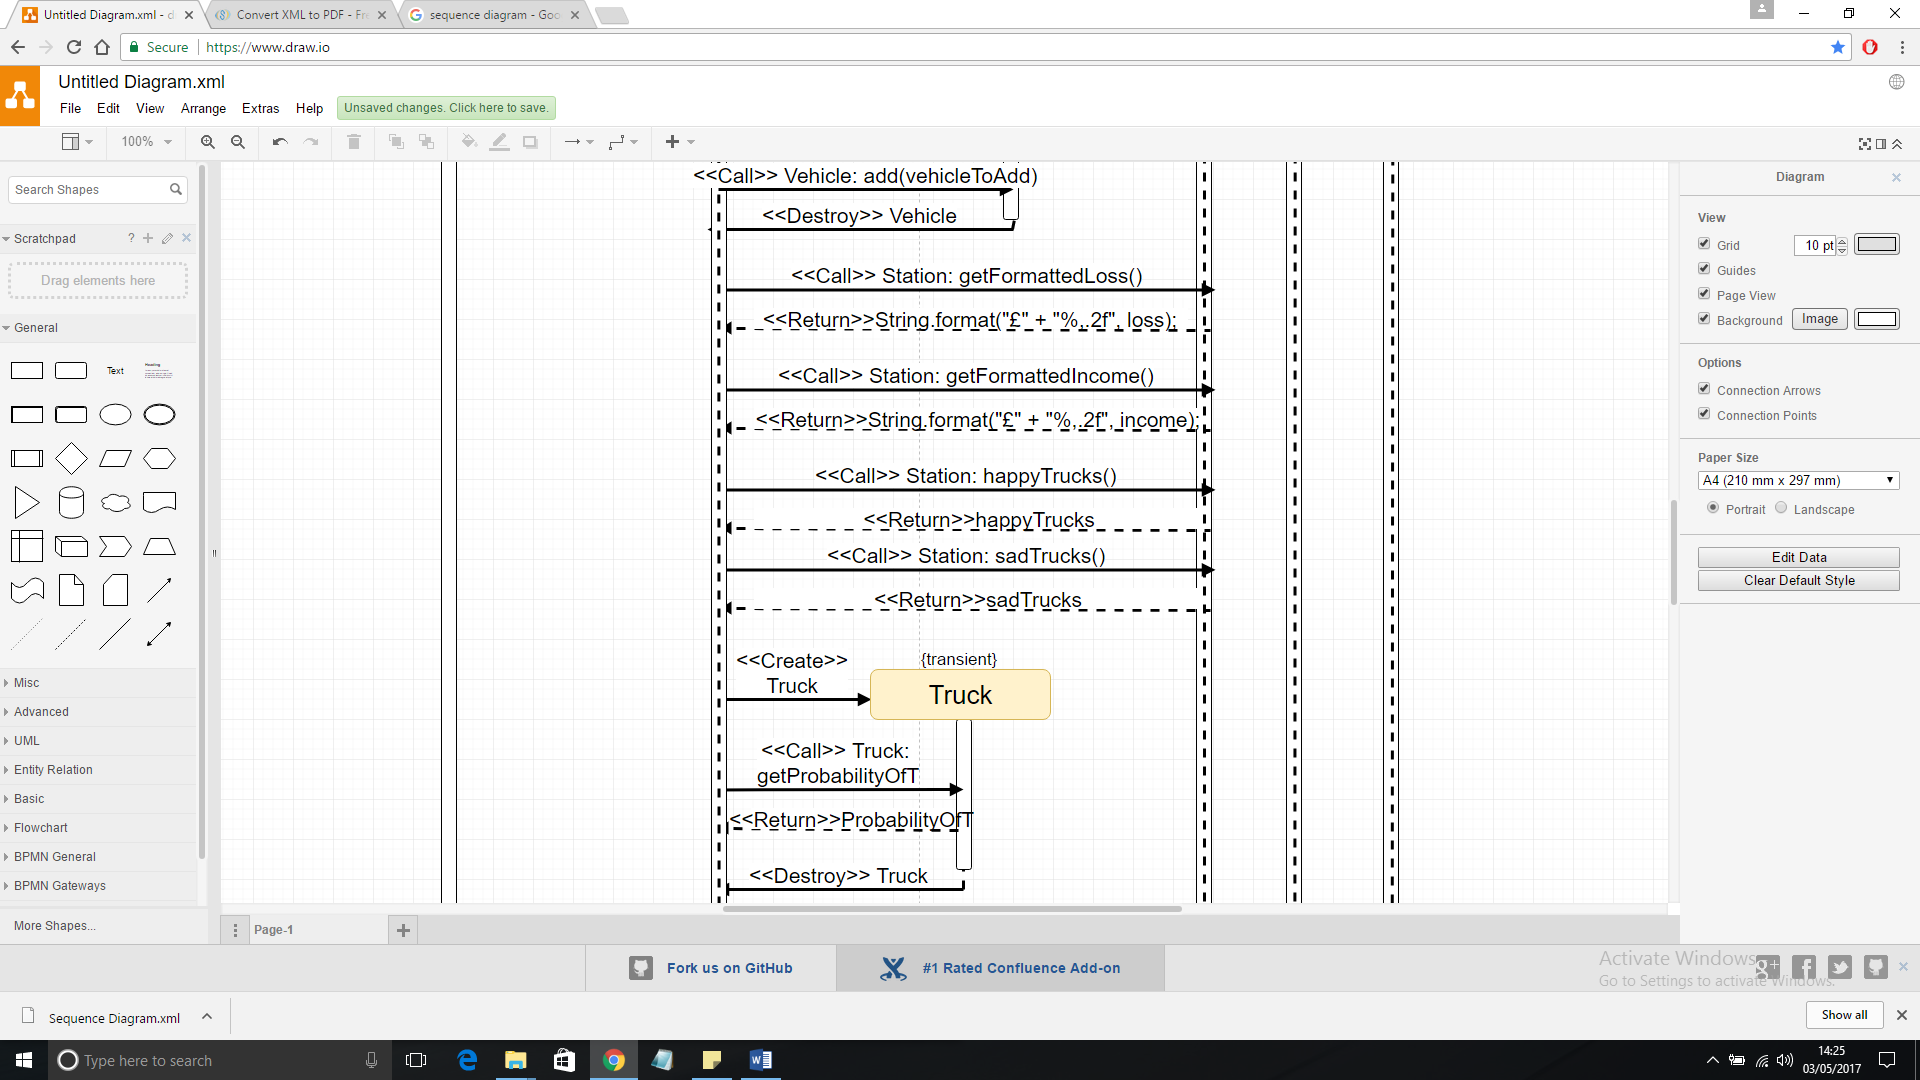 Untitled Diagram.xml - d
Convert XML to PDF - Fre
sequence diagram - Goo
Secure
https://www.draw.io
Untitled Diagram.xml
File Edit View Arrange Extras Help
Unsaved changes. Click here to save.
100%
Search Shapes
Scratchpad
?
Drag elements here
General
Text
Heading
Misc
Advanced
UML
Entity Relation
Basic
Flowchart
BPMN General
BPMN Gateways
More Shapes...
<<Call>> Vehicle: add(vehicleToAdd)
<<Destroy>> Vehicle
<<Call>> Station: getFormattedLoss()
<<Return>>String.format("£" + "%,.2f", loss);
<<Call>> Station: getFormattedIncome()
<<Return>>String.format("£" + "%,.2f", income);
<<Call>> Station: happyTrucks()
<<Return>>happyTrucks
<<Call>> Station: sadTrucks()
<<Return>>sadTrucks
<<Create>>
Truck
{transient}
Truck
<<Call>> Truck:
getProbabilityOfT
<<Return>>ProbabilityOfT
<<Destroy>> Truck
Diagram
View
Grid
10 pt
Guides
Page View
Background
Image
Options
Connection Arrows
Connection Points
Paper Size
A4 (210 mm x 297 mm)
Portrait
Landscape
Edit Data
Clear Default Style
Page-1
Fork us on GitHub
#1 Rated Confluence Add-on
Activate Windows
Go to Settings to activate Windows.
Sequence Diagram.xml
Show all
Type here to search
14:25
03/05/2017